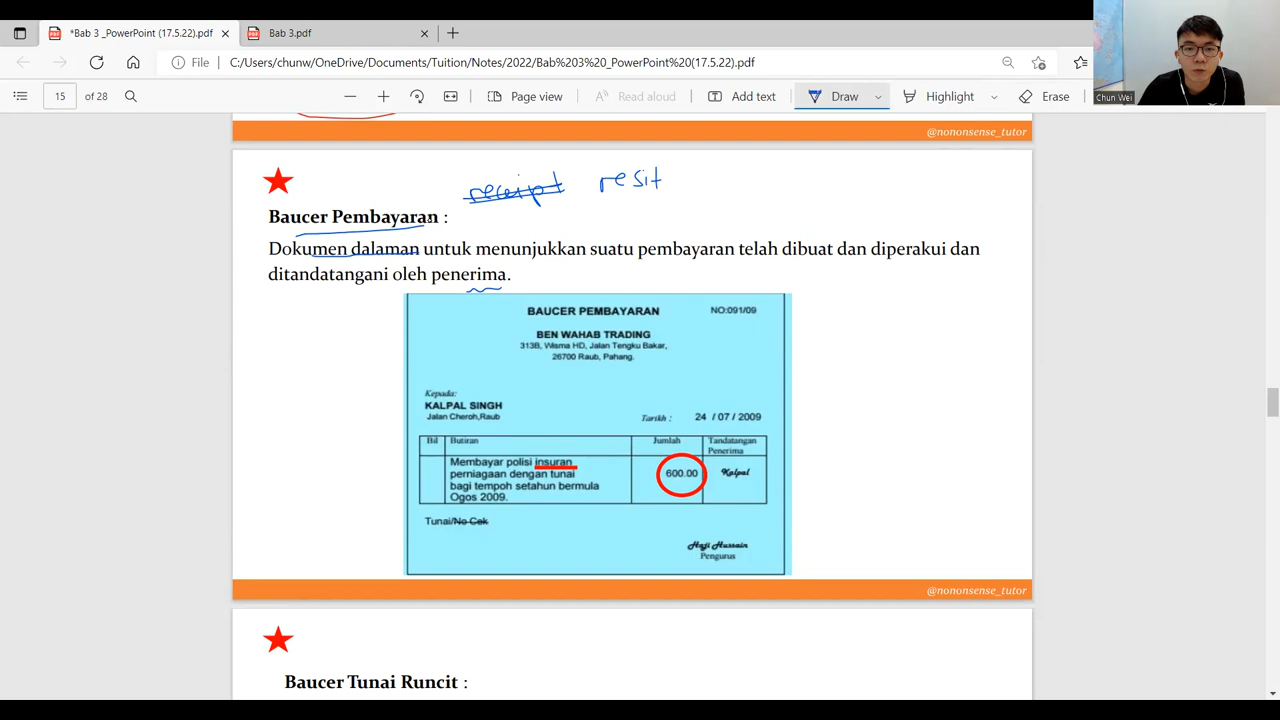 *Bab 3 _PowerPoint (17.5.22).pdf
Bab 3.pdf
File C:/Users/chunw/OneDrive/Documents/Tuition/Notes/2022/Bab%203%20_PowerPoint%20(17.5.22).pdf
Chun Wei
15 of 28 Page view Read aloud Add text Draw Highlight Erase
@nononsense_tutor
receipt resit
Baucer Pembayaran :
Dokumen dalaman untuk menunjukkan suatu pembayaran telah dibuat dan diperakui dan
ditandatangani oleh penerima.
BAUCER PEMBAYARAN NO:091/09
BEN WAHAB TRADING
313B, Wisma HD, Jalan Tengku Bakar,
26700 Raub, Pahang.
Kepada:
KALPAL SINGH
Jalan Cheroh,Raub
Tarikh : 24 / 07 / 2009
Bil Butiran Jumlah Tandatangan
Penerima
Membayar polisi insuran
perniagaan dengan tunai 600.00 Kalpal
bagi tempoh setahun bermula
Ogos 2009.
Tunai/No Cek
Haji Hussain
Pengurus
@nononsense_tutor
Baucer Tunai Runcit :